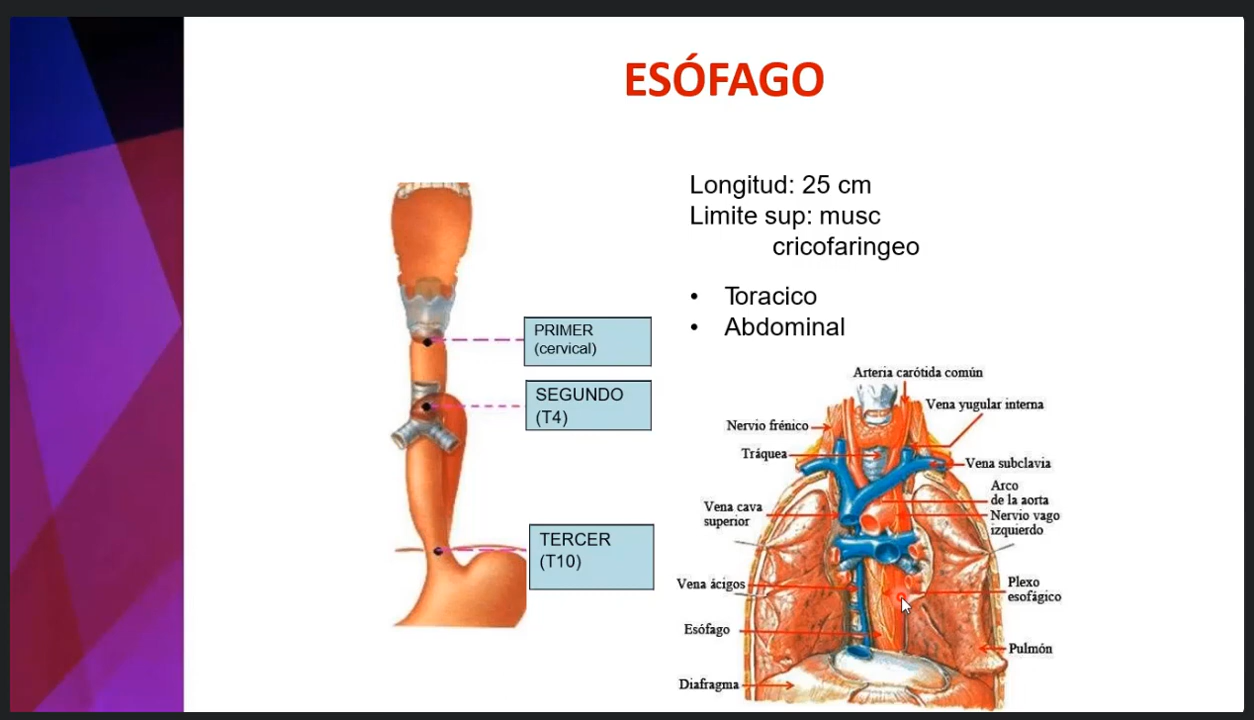 ESÓFAGO
Longitud: 25 cm
Limite sup: musc
cricofaringeo
• Toracico
• Abdominal
PRIMER
(cervical)
SEGUNDO
(T4)
TERCER
(T10)
Arteria carótida común
Vena yugular interna
Nervio frénico
Tráquea
Vena subclavia
Arco
de la aorta
Vena cava
superior
Nervio vago
izquierdo
Vena ácigos
Plexo
esofágico
Esófago
Pulmón
Diafragma